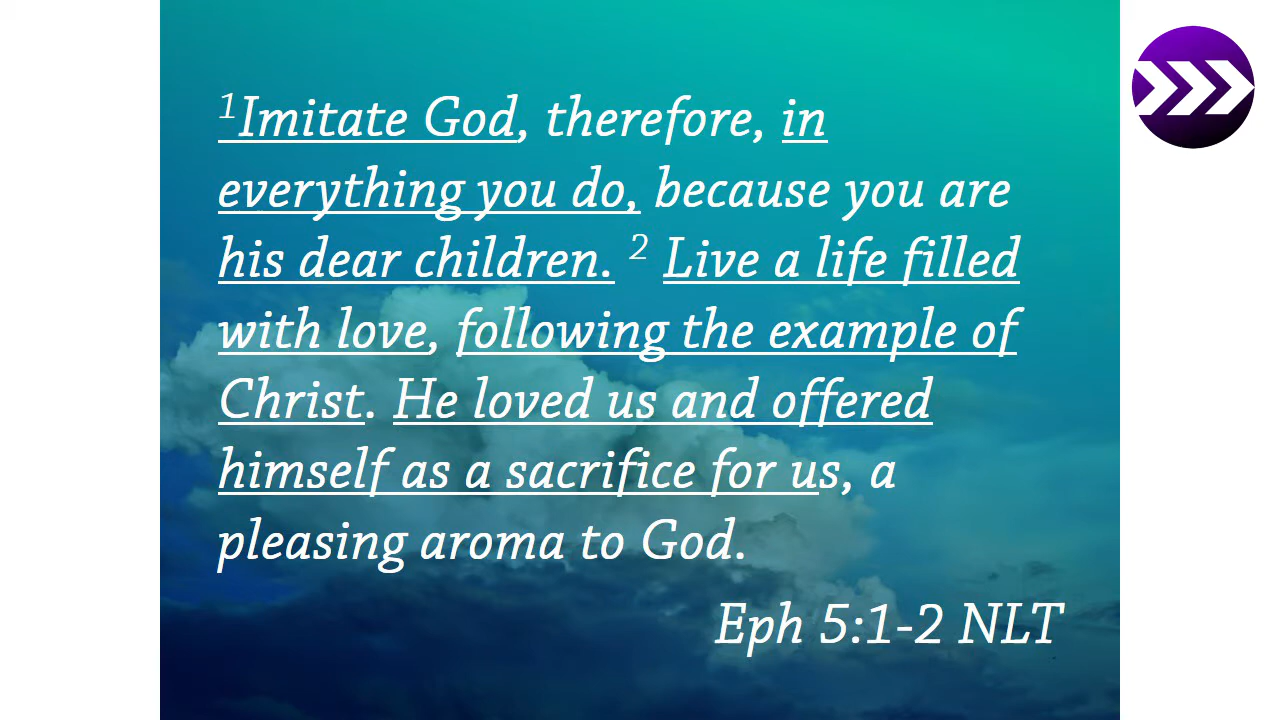 ¹Imitate God, therefore, in
everything you do, because you are
his dear children. ² Live a life filled
with love, following the example of
Christ. He loved us and offered
himself as a sacrifice for us, a
pleasing aroma to God.
Eph 5:1-2 NLT